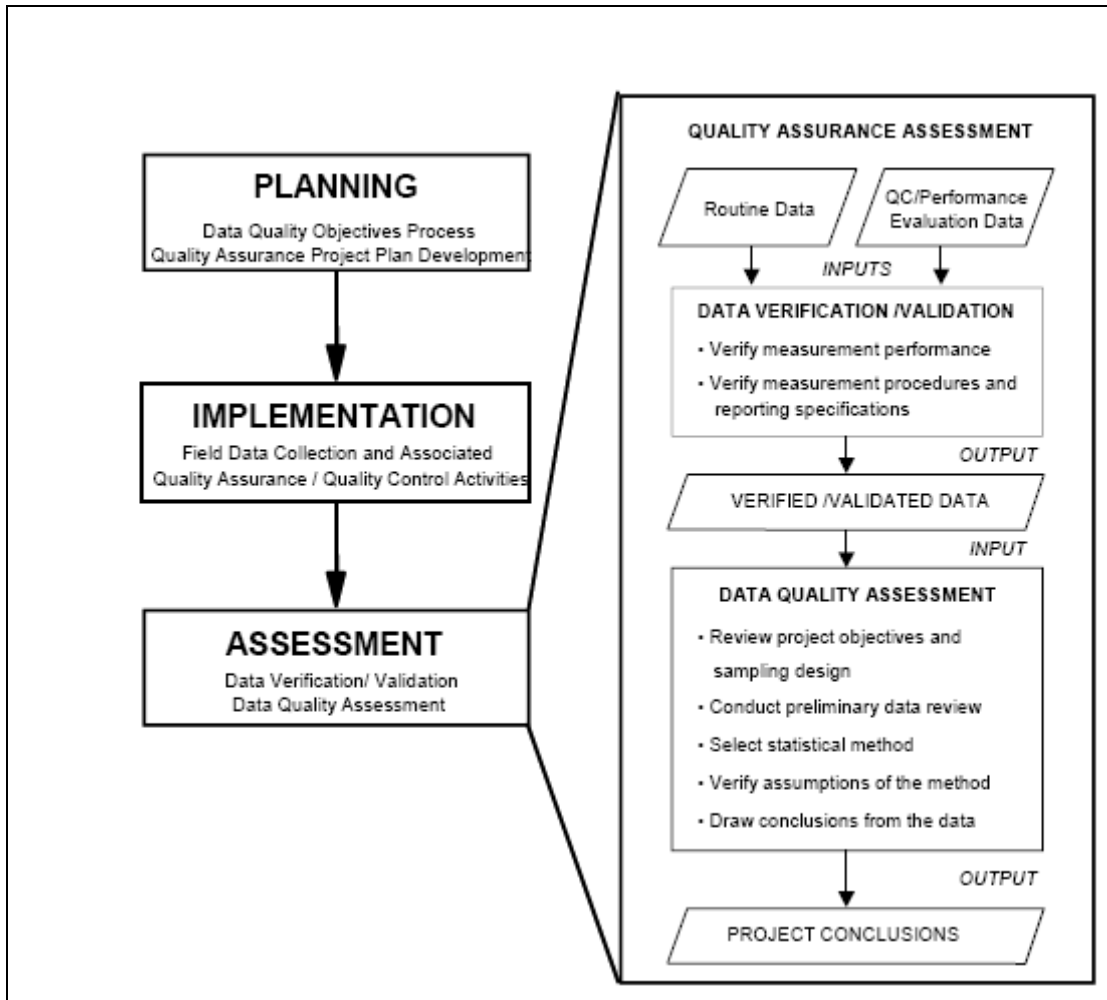 PLANNING
Data Quality Objectives Process
Quality Assurance Project Plan Development
IMPLEMENTATION
Field Data Collection and Associated
Quality Assurance / Quality Control Activities
ASSESSMENT
Data Verification/ Validation
Data Quality Assessment
QUALITY ASSURANCE ASSESSMENT
Routine Data
QC/Performance
Evaluation Data
INPUTS
DATA VERIFICATION /VALIDATION
▪ Verify measurement performance
▪ Verify measurement procedures and
reporting specifications
OUTPUT
VERIFIED /VALIDATED DATA
INPUT
DATA QUALITY ASSESSMENT
▪ Review project objectives and
sampling design
▪ Conduct preliminary data review
▪ Select statistical method
▪ Verify assumptions of the method
▪ Draw conclusions from the data
OUTPUT
PROJECT CONCLUSIONS